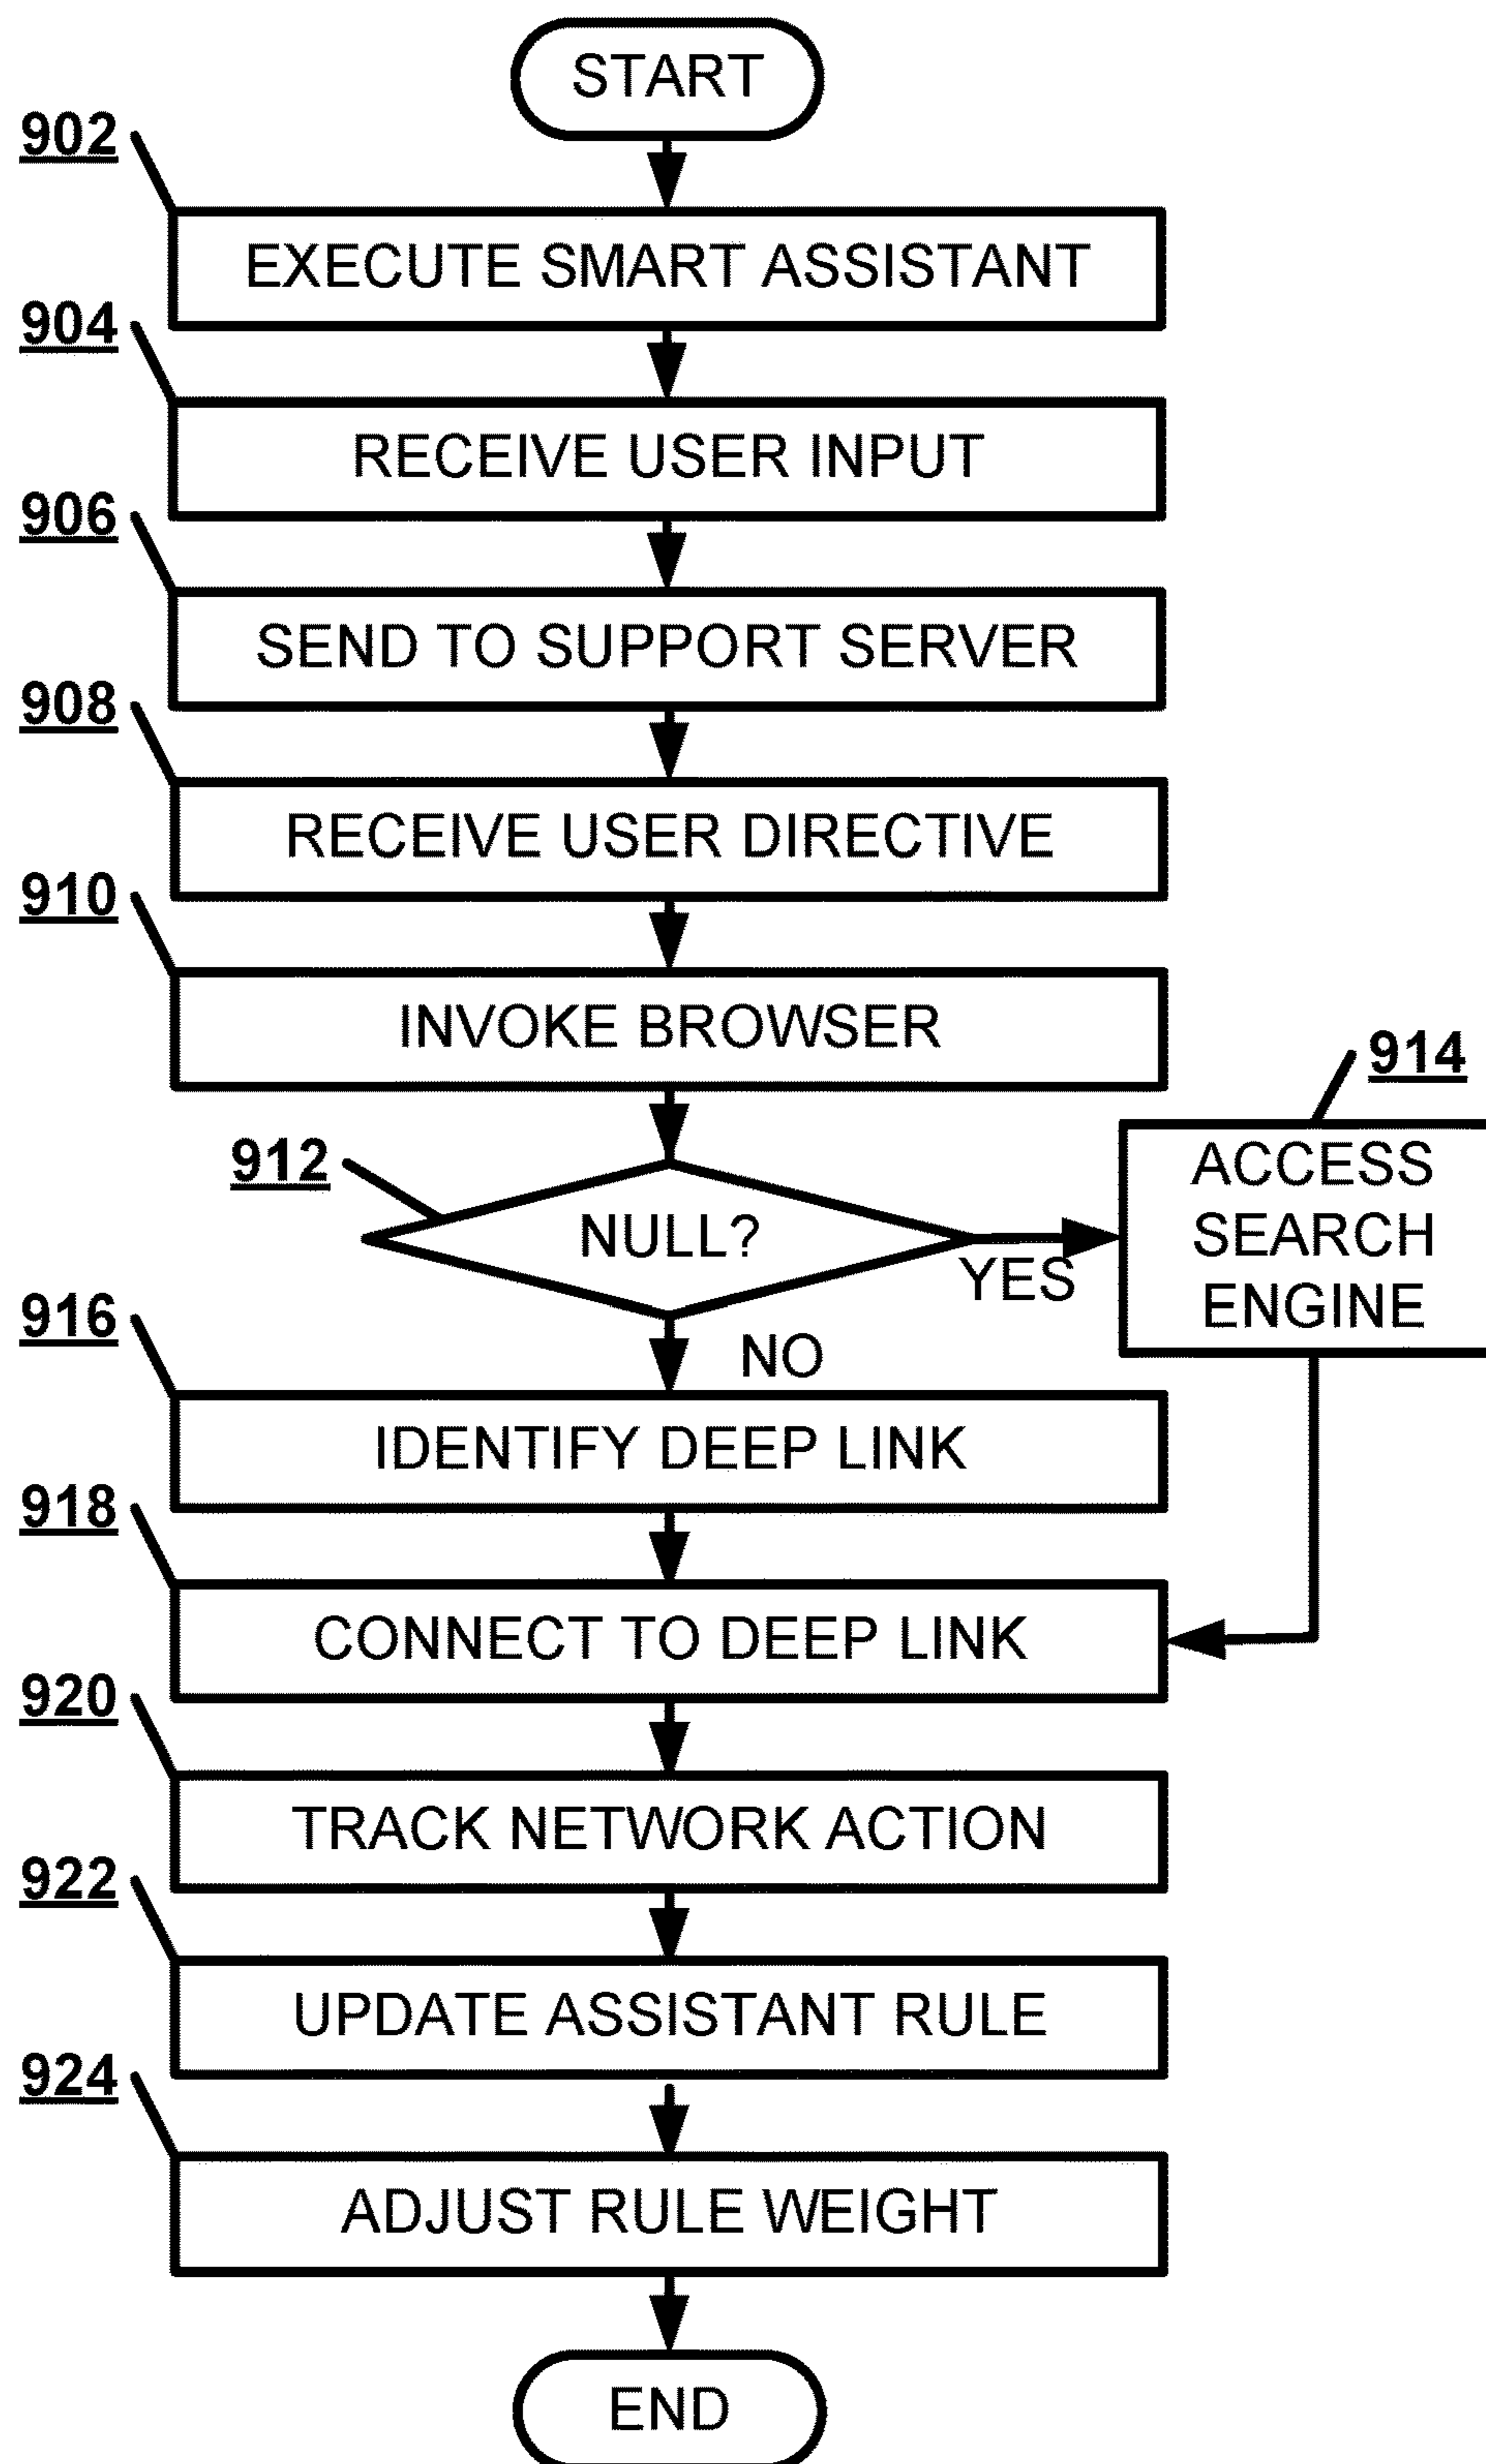 START
902
EXECUTE SMART ASSISTANT
904
RECEIVE USER INPUT
906
SEND TO SUPPORT SERVER
908
RECEIVE USER DIRECTIVE
910
INVOKE BROWSER
912
NULL?
YES
914
ACCESS
SEARCH
ENGINE
NO
916
IDENTIFY DEEP LINK
918
CONNECT TO DEEP LINK
920
TRACK NETWORK ACTION
922
UPDATE ASSISTANT RULE
924
ADJUST RULE WEIGHT
END